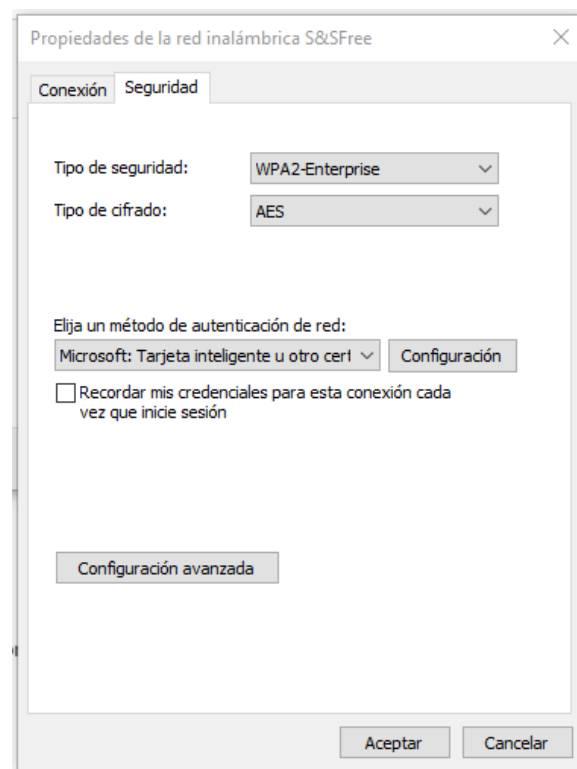 Propiedades de la red inalámbrica S&SFree
Conexión Seguridad
Tipo de seguridad: WPA2-Enterprise
Tipo de cifrado: AES
Elija un método de autenticación de red:
Microsoft: Tarjeta inteligente u otro cert Configuración
Recordar mis credenciales para esta conexión cada
vez que inicie sesión
Configuración avanzada
Aceptar Cancelar